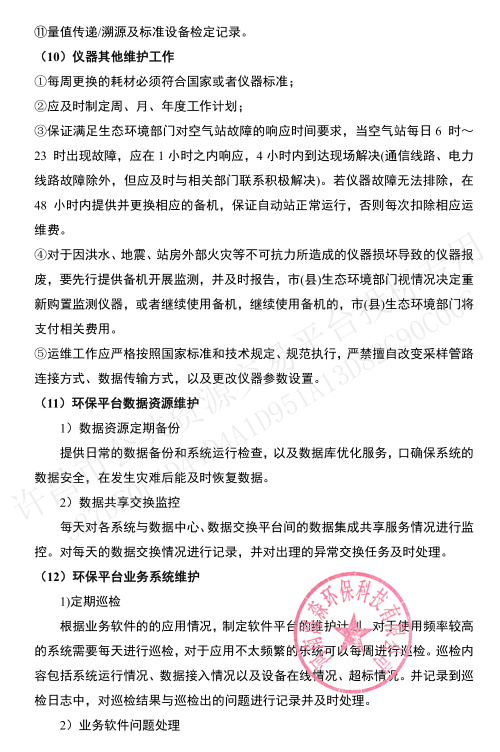 ⑪量值传递/溯源及标准设备检定记录。
（10）仪器其他维护工作
①每周更换的耗材必须符合国家或者仪器标准；
②应及时制定周、月、年度工作计划；
③保证满足生态环境部门对空气站故障的响应时间要求，当空气站每日6 时～
23 时出现故障，应在1小时之内响应，4小时内到达现场解决(通信线路、电力
线路故障除外，但应及时与相关部门联系积极解决)。若仪器故障无法排除，在
48 小时内提供并更换相应的备机，保证自动站正常运行，否则每次扣除相应运
维费。
④对于因洪水、地震、站房外部火灾等不可抗力所造成的仪器损坏导致的仪器报
废，要先行提供备机开展监测，并及时报告，市(县)生态环境部门视情况决定重
新购置监测仪器，或者继续使用备机，继续使用备机的，市(县)生态环境部门将
支付相关费用。
⑤运维工作应严格按照国家标准和技术规定、规范执行，严禁擅自改变采样管路
连接方式、数据传输方式，以及更改仪器参数设置。
（11）环保平台数据资源维护
1）数据资源定期备份
提供日常的数据备份和系统运行检查，以及数据库优化服务，口确保系统的
数据安全，在发生灾难后能及时恢复数据。
2）数据共享交换监控
每天对各系统与数据中心、数据交换平台间的数据集成共享服务情况进行监
控。对每天的数据交换情况进行记录，并对出理的异常交换任务及时处理。
（12）环保平台业务系统维护
1)定期巡检
根据业务软件的的应用情况，制定软件平台的维护计划，对于使用频率较高
的系统需要每天进行巡检，对于应用不太频繁的系统可以每周进行巡检。巡检内
容包括系统运行情况、数据接入情况以及设备在线情况、超标情况。并记录到巡
检日志中，对巡检结果与巡检出的问题进行记录并及时处理。
2）业务软件问题处理